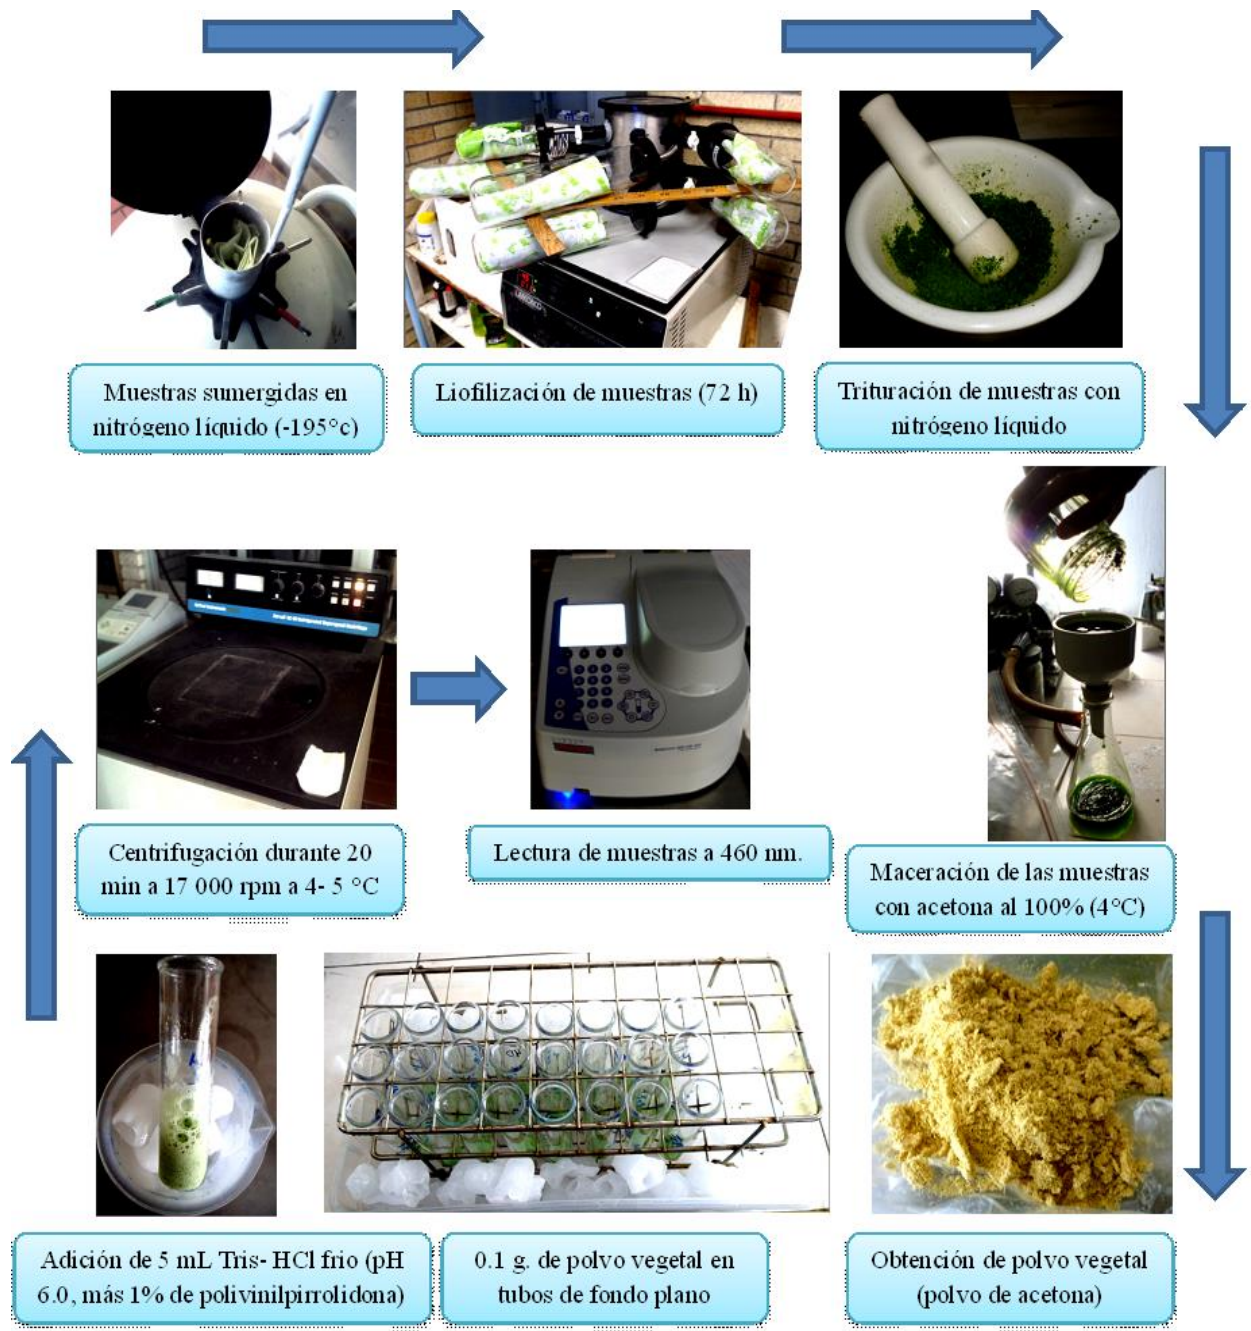 Muestras sumergidas en
nitrógeno líquido (-195°c)
Liofilización de muestras (72 h)
Trituración de muestras con
nitrógeno líquido
Centrifugación durante 20
min a 17 000 rpm a 4- 5 °C
Lectura de muestras a 460 nm.
Maceración de las muestras
con acetona al 100% (4°C)
Adición de 5 mL Tris- HCl frio (pH
6.0, más 1% de polivinilpirrolidona)
0.1 g. de polvo vegetal en
tubos de fondo plano
Obtención de polvo vegetal
(polvo de acetona)